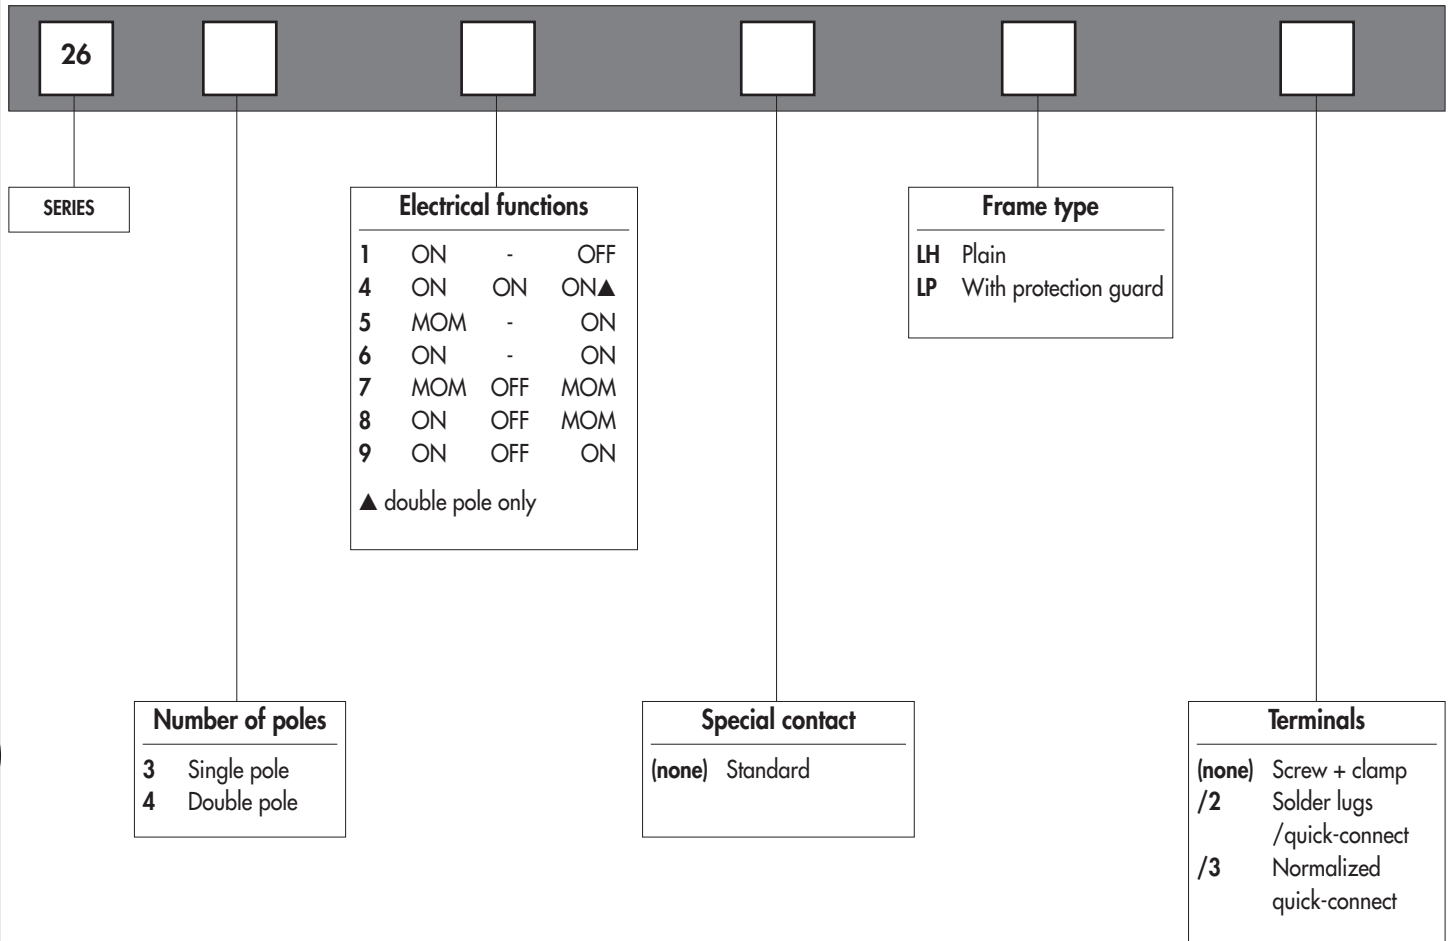 26
SERIES
Electrical functions
1 ON - OFF
4 ON ON ON▲
5 MOM - ON
6 ON - ON
7 MOM OFF MOM
8 ON OFF MOM
9 ON OFF ON
▲ double pole only
Frame type
LH Plain
LP With protection guard
Number of poles
3 Single pole
4 Double pole
Special contact
(none) Standard
Terminals
(none) Screw + clamp
/2 Solder lugs
/quick-connect
/3 Normalized
quick-connect